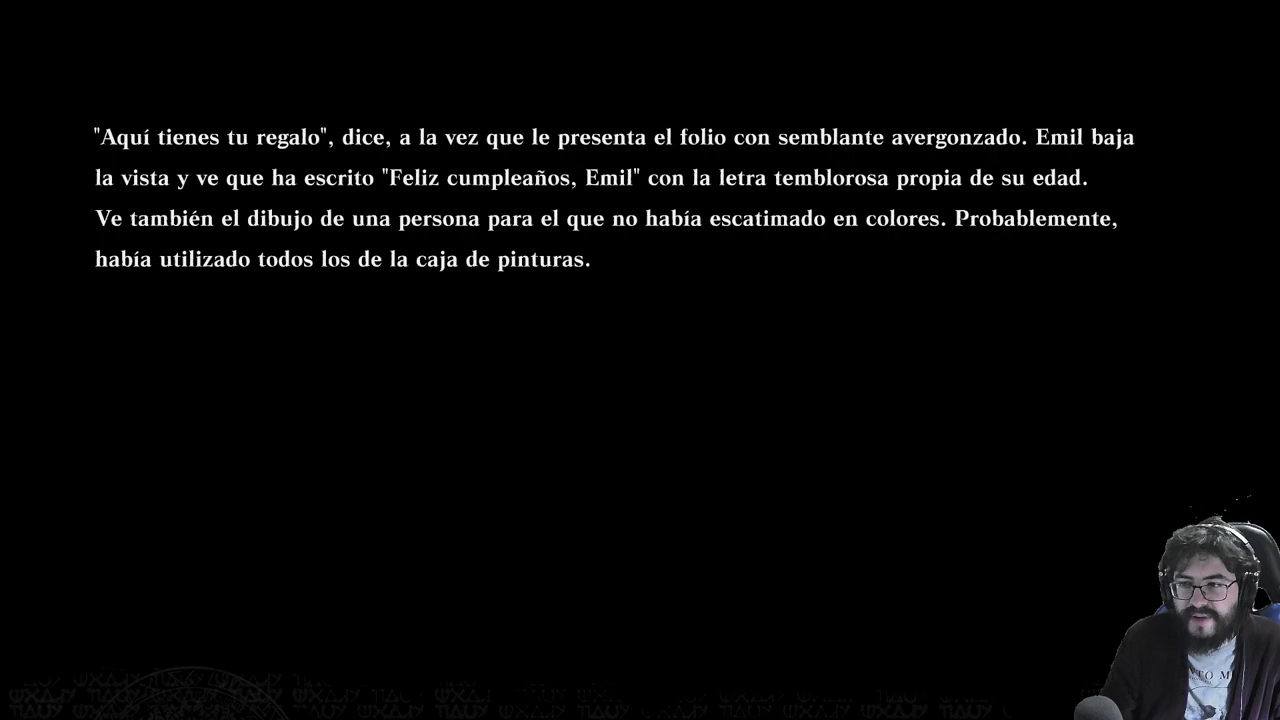 "Aquí tienes tu regalo", dice, a la vez que le presenta el folio con semblante avergonzado. Emil baja
la vista y ve que ha escrito "Feliz cumpleaños, Emil" con la letra temblorosa propia de su edad.
Ve también el dibujo de una persona para el que no había escatimado en colores. Probablemente,
había utilizado todos los de la caja de pinturas.